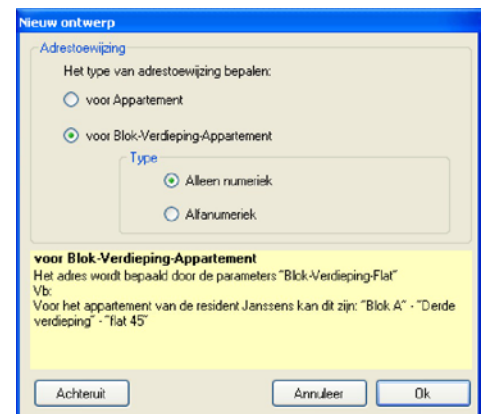 Nieuw ontwerp
Adrestoewijzing
Het type van adrestoewijzing bepalen:
voor Appartement
voor Blok-Verdieping-Appartement
Type
Alleen numeriek
Alfanumeriek
voor Blok-Verdieping-Appartement
Het adres wordt bepaald door de parameters "Blok-Verdieping-Flat"
Vb:
Voor het appartement van de resident Janssens kan dit zijn: "Blok A" - "Derde
verdieping" - "flat 45"
Achteruit
Annuleer
Ok